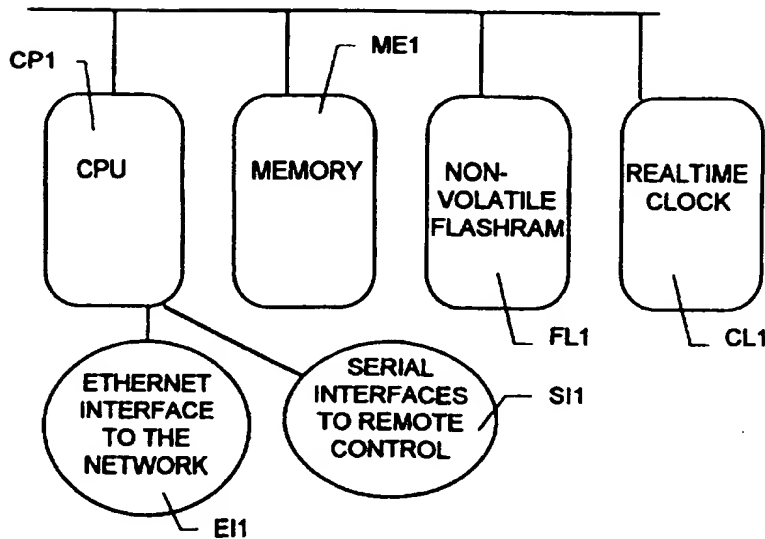 CP1
ME1
CPU
MEMORY
NON-
VOLATILE
FLASHRAM
REALTIME
CLOCK
FL1
CL1
ETHERNET
INTERFACE
TO THE
NETWORK
SERIAL
INTERFACES
TO REMOTE
CONTROL
SI1
EI1